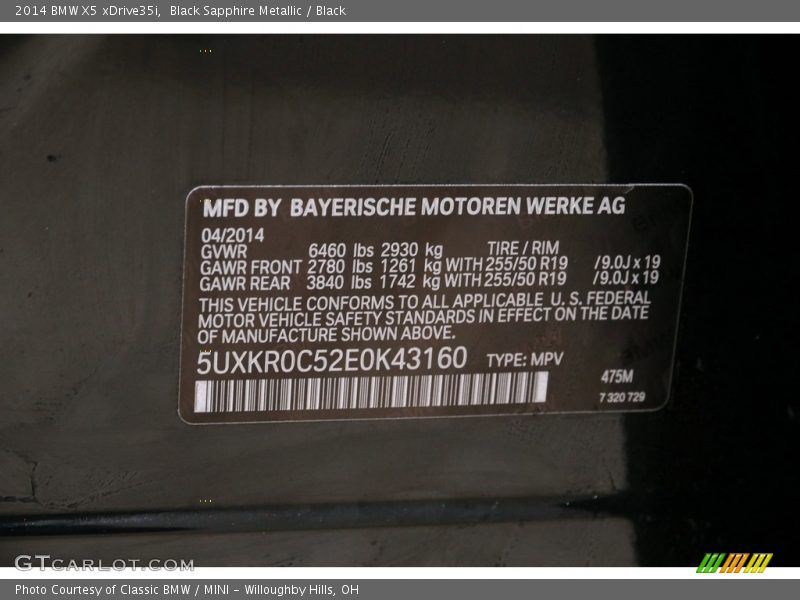 2014 BMW X5 xDrive35i,  Black Sapphire Metallic / Black
MFD BY BAYERISCHE MOTOREN WERKE AG
04/2014
GVWR 6460 lbs 2930 kg TIRE / RIM
GAWR FRONT 2780 lbs 1261 kg WITH 255/50 R19 /9.0J x 19
GAWR REAR 3840 lbs 1742 kg WITH 255/50 R19 /9.0J x 19
THIS VEHICLE CONFORMS TO ALL APPLICABLE U.S. FEDERAL
MOTOR VEHICLE SAFETY STANDARDS IN EFFECT ON THE DATE
OF MANUFACTURE SHOWN ABOVE.
5UXKR0C52E0K43160 TYPE: MPV
475M
7 320 729
GTcarlot.com
Photo Courtesy of Classic BMW / MINI - Willoughby Hills, OH